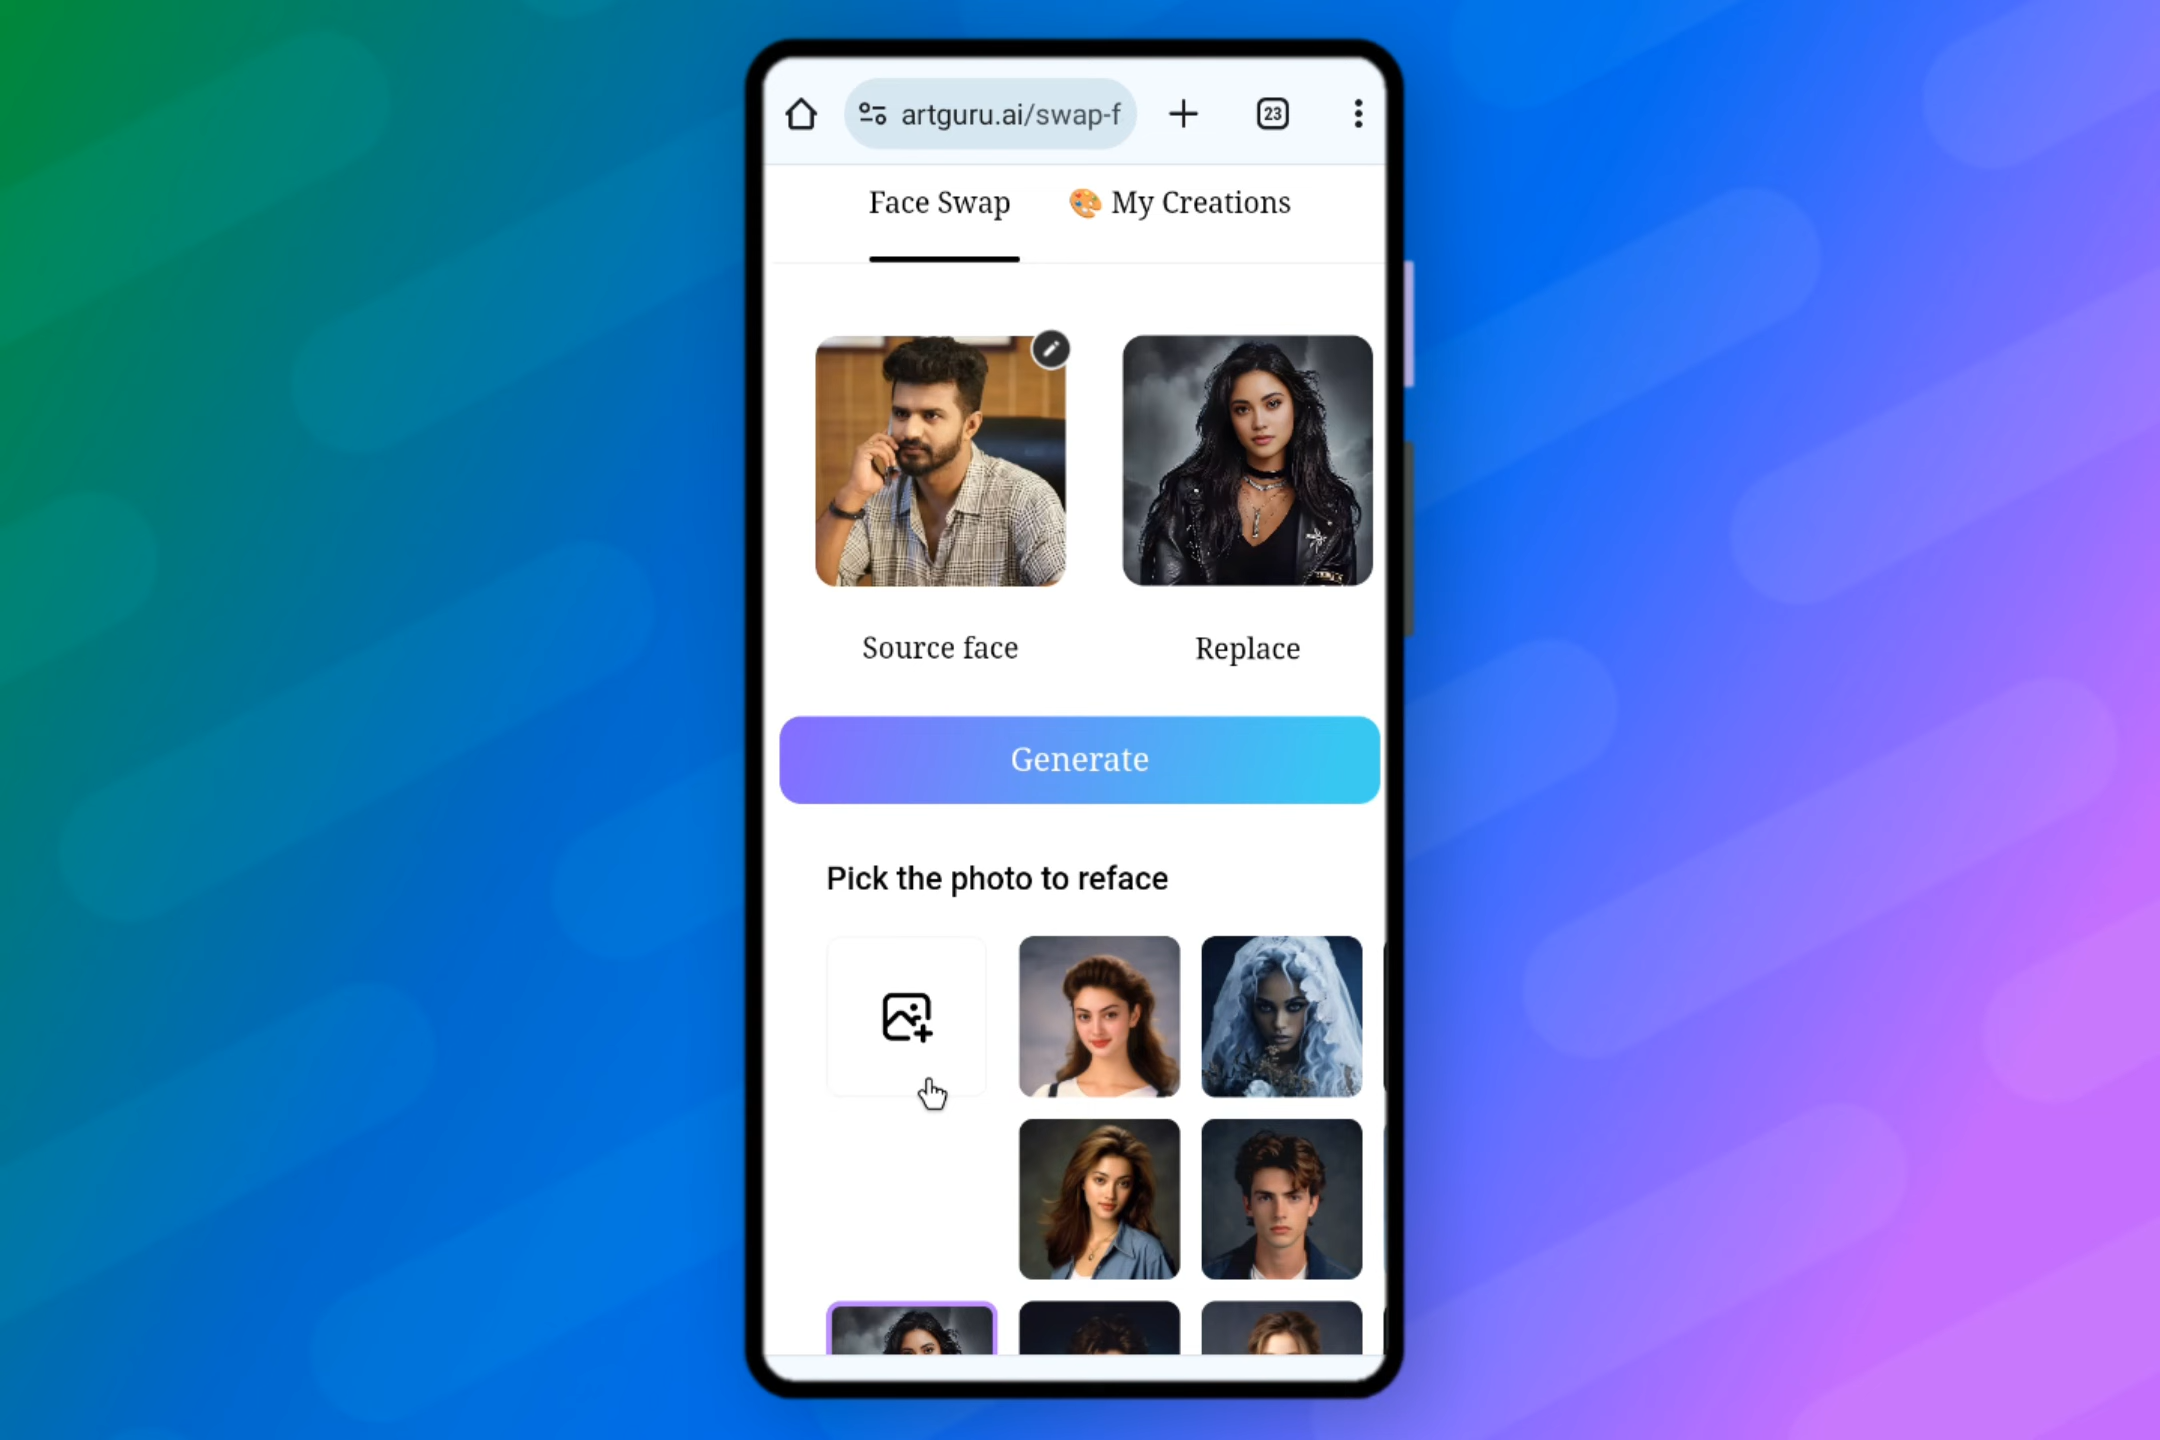 artguru.ai/swap-f
23
Face Swap
My Creations
Source face
Replace
Generate
Pick the photo to reface